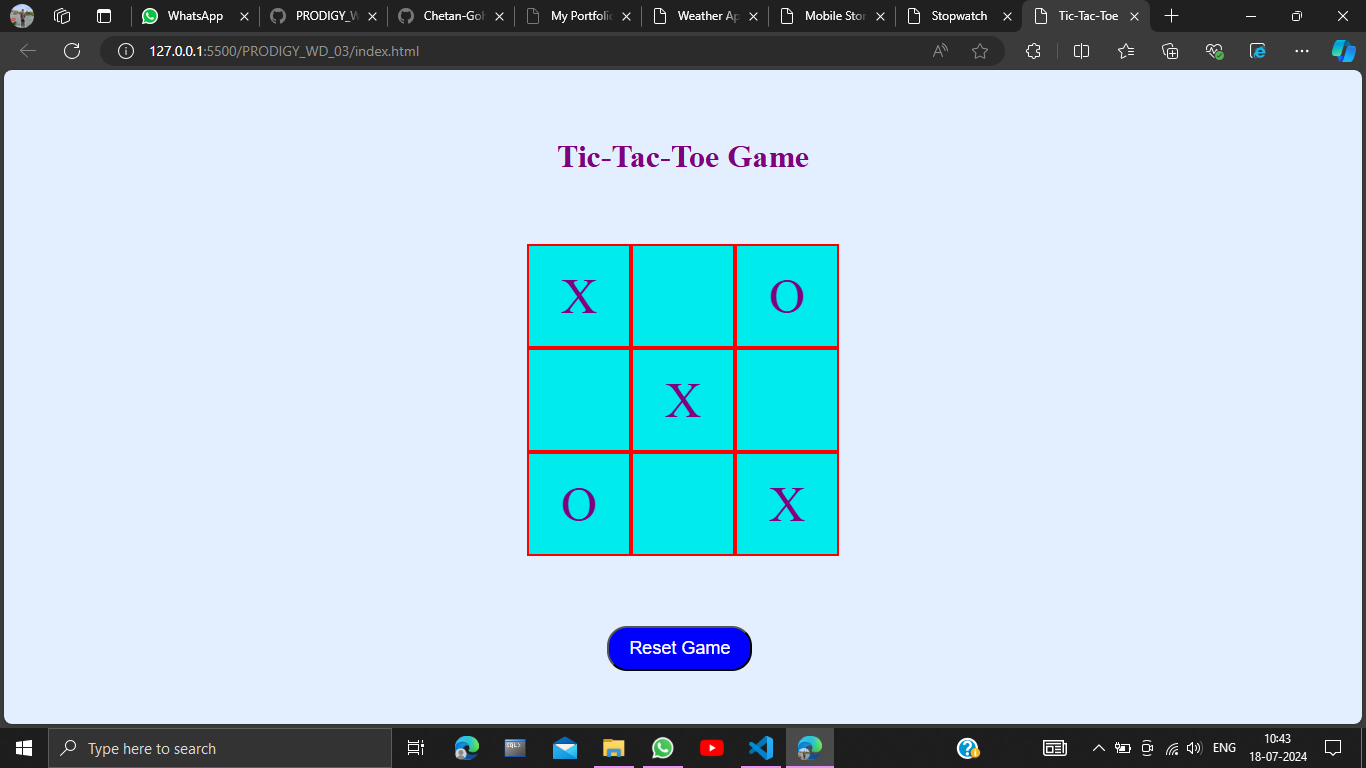 WhatsApp
PRODIGY_W
Chetan-Goh
My Portfolio
Weather Ap
Mobile Stor
Stopwatch
Tic-Tac-Toe
127.0.0.1:5500/PRODIGY_WD_03/index.html
Tic-Tac-Toe Game
X O
X
O X
Reset Game
Type here to search
ENG
10:43
18-07-2024